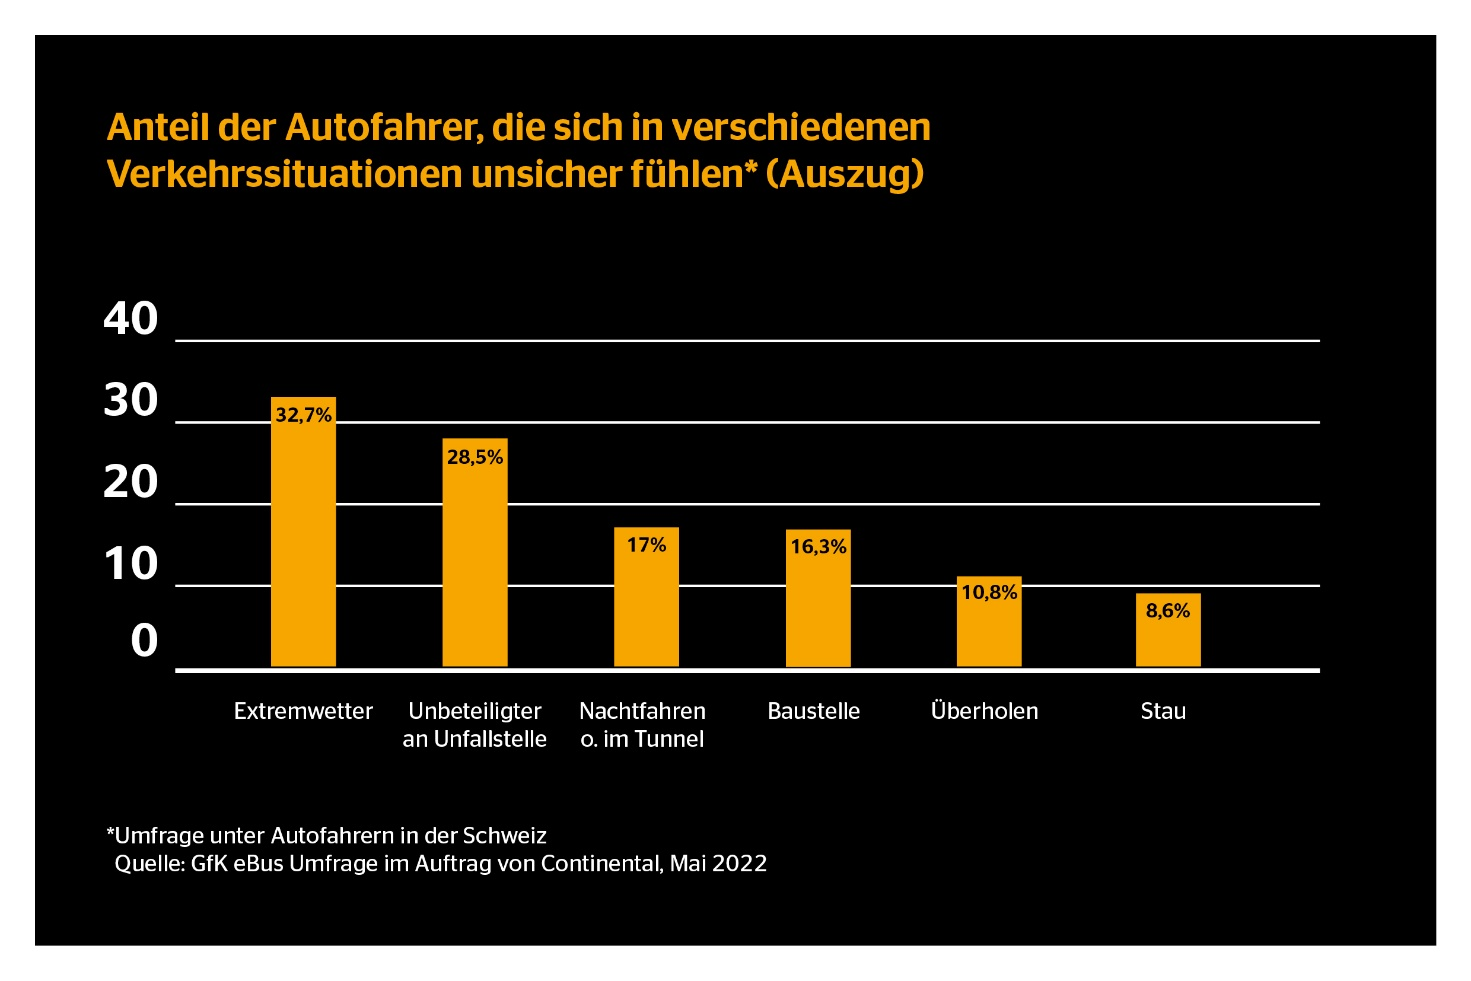 Anteil der Autofahrer, die sich in verschiedenen
Verkehrssituationen unsicher fühlen* (Auszug)
40
30
20
10
0
32,7%
28,5%
17%
16,3%
10,8%
8,6%
Extremwetter
Unbeteiligter
an Unfallstelle
Nachtfahren
o. im Tunnel
Baustelle
Überholen
Stau
*Umfrage unter Autofahrern in der Schweiz
Quelle: GfK eBus Umfrage im Auftrag von Continental, Mai 2022